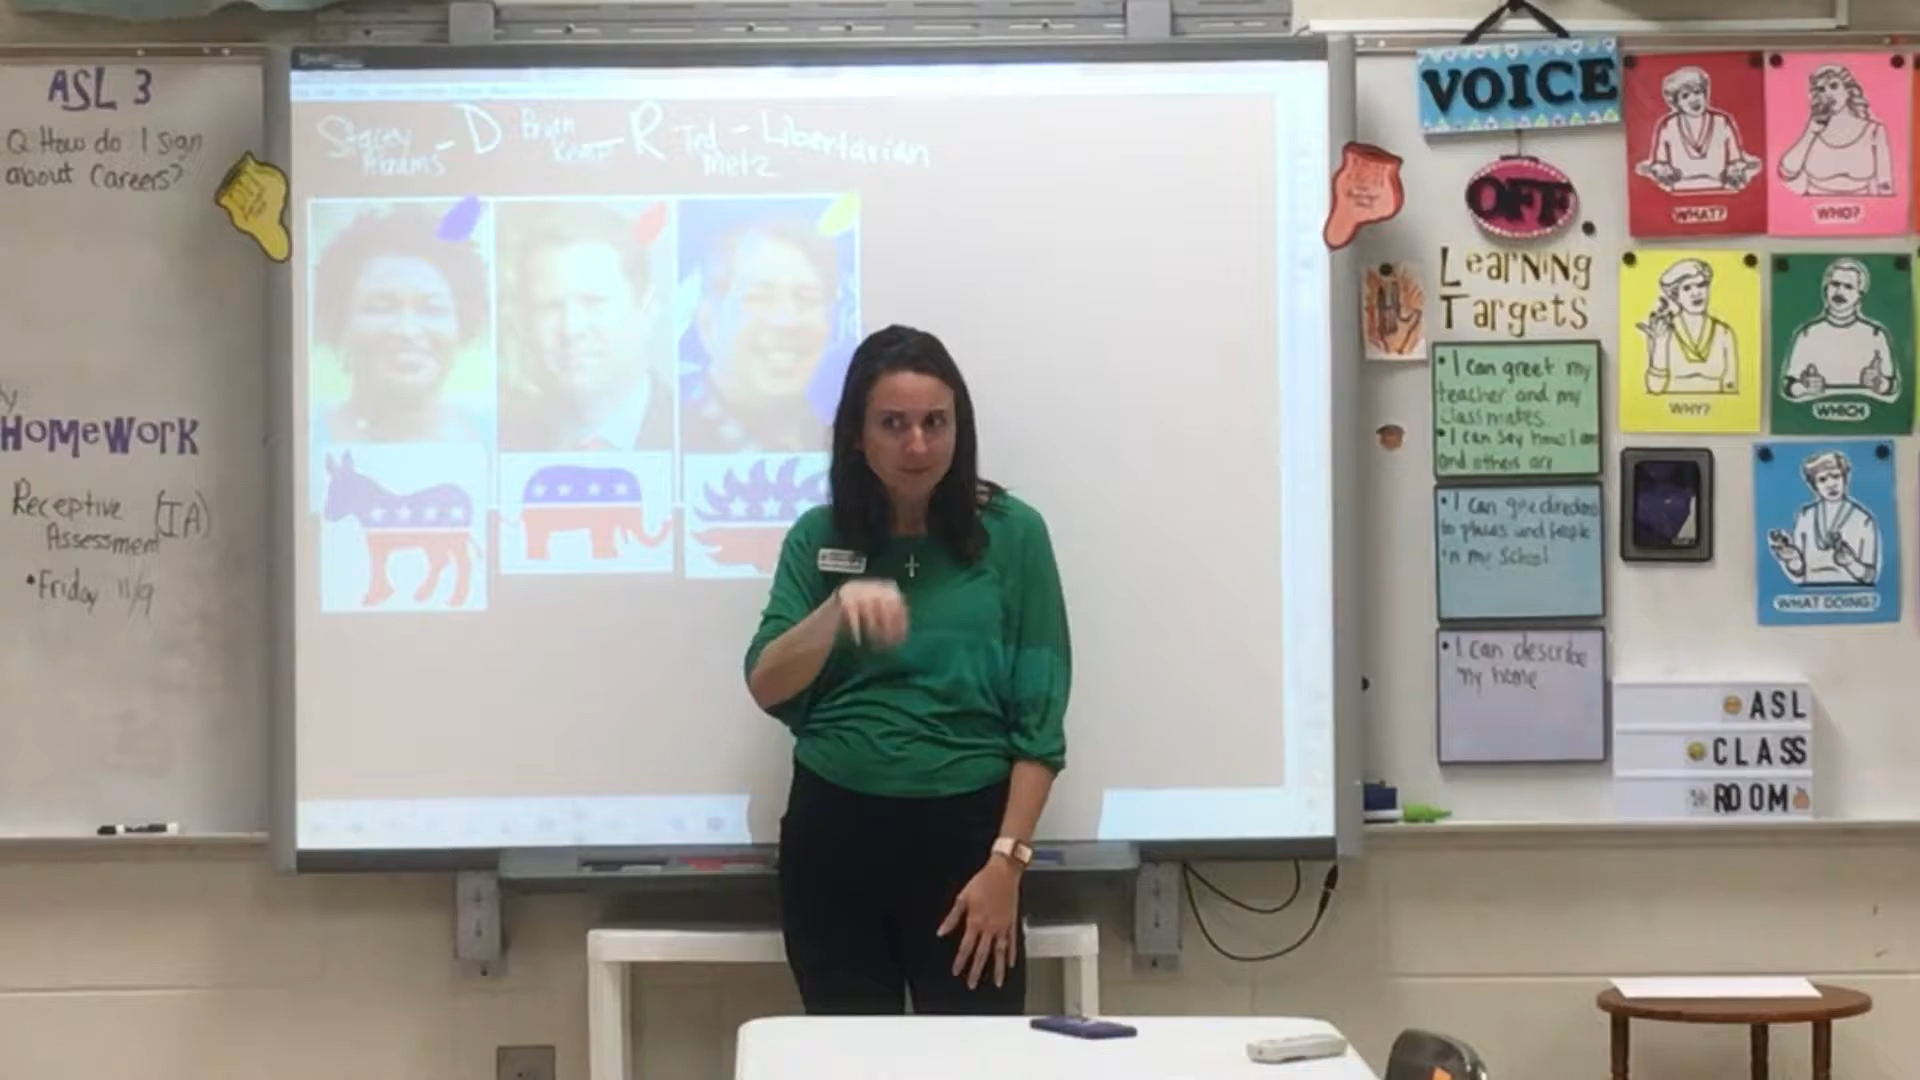 ASL 3
Q How do I sign
about Careers?
HOMEWORK
Receptive (IA)
Assessment
• Friday 11/9
Stacey
Abams - D
Brian
- R
Ted
Metz
- Libertarian
VOICE
OFF
LEARNING
Targets
• I can greet my
teacher and my
classmates.
• I can say how I am
and others are
• I can give directions
to places and people
in my school
• I can describe
my home
WHAT?
WHO?
WHY?
WHICH
WHAT DOING?
ASL
CLASS
ROOM